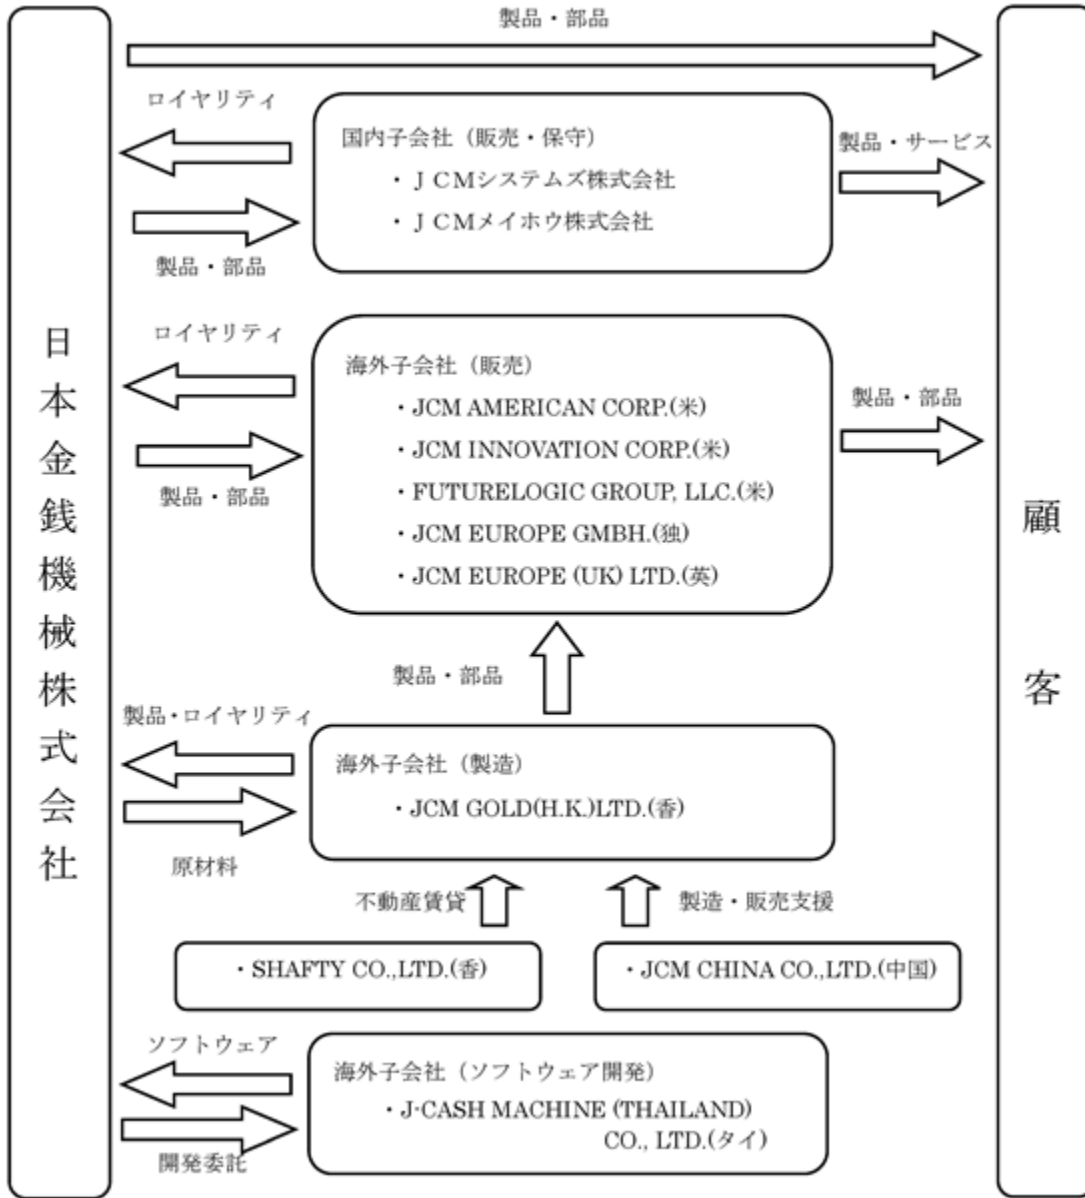 製品・部品
ロイヤリティ
国内子会社（販売・保守）
・ＪＣＭシステムズ株式会社
・ＪＣＭメイホウ株式会社
製品・サービス
製品・部品
日本金銭機械株式会社
ロイヤリティ
海外子会社（販売）
・JCM AMERICAN CORP.(米)
・JCM INNOVATION CORP.(米)
・FUTURELOGIC GROUP, LLC.(米)
・JCM EUROPE GMBH.(独)
・JCM EUROPE (UK) LTD.(英)
製品・部品
製品・部品
顧客
製品・部品
製品・ロイヤリティ
海外子会社（製造）
・JCM GOLD(H.K.)LTD.(香)
原材料
不動産賃貸
製造・販売支援
・SHAFTY CO.,LTD.(香)
・JCM CHINA CO.,LTD.(中国)
ソフトウェア
海外子会社（ソフトウェア開発）
・J-CASH MACHINE (THAILAND)
CO., LTD.(タイ)
開発委託